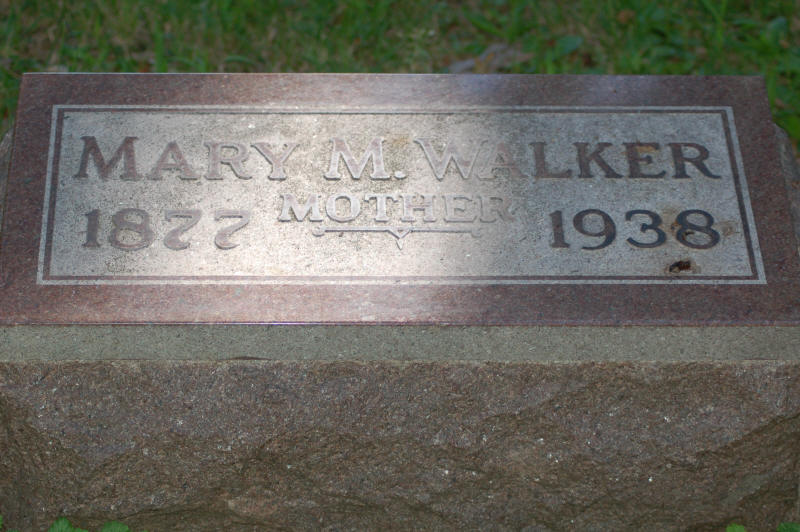 MARY M. WALKER
MOTHER
1877 1938